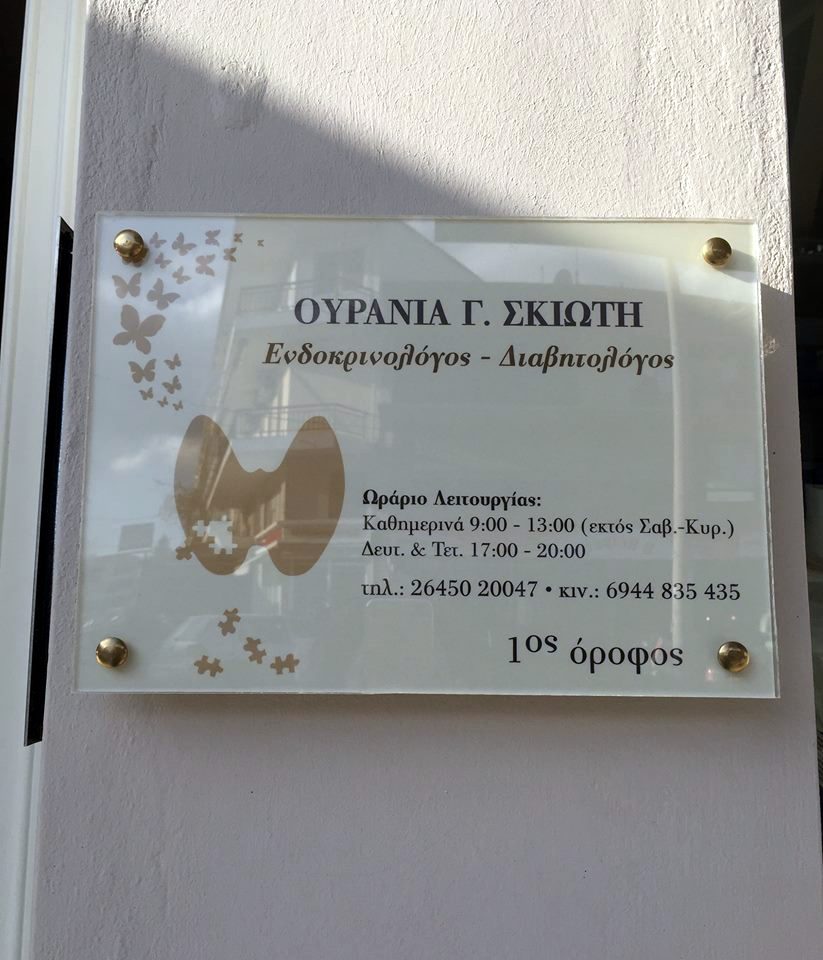 ΟΥΡΑΝΙΑ Γ. ΣΚΙΩΤΗ
Ενδοκρινολόγος - Διαβητολόγος
Ωράριο Λειτουργίας:
Καθημερινά 9:00 - 13:00 (εκτός Σαβ.-Κυρ.)
Δευτ. & Τετ. 17:00 - 20:00
τηλ.: 26450 20047 • κιν.: 6944 835 435
1ος όροφος